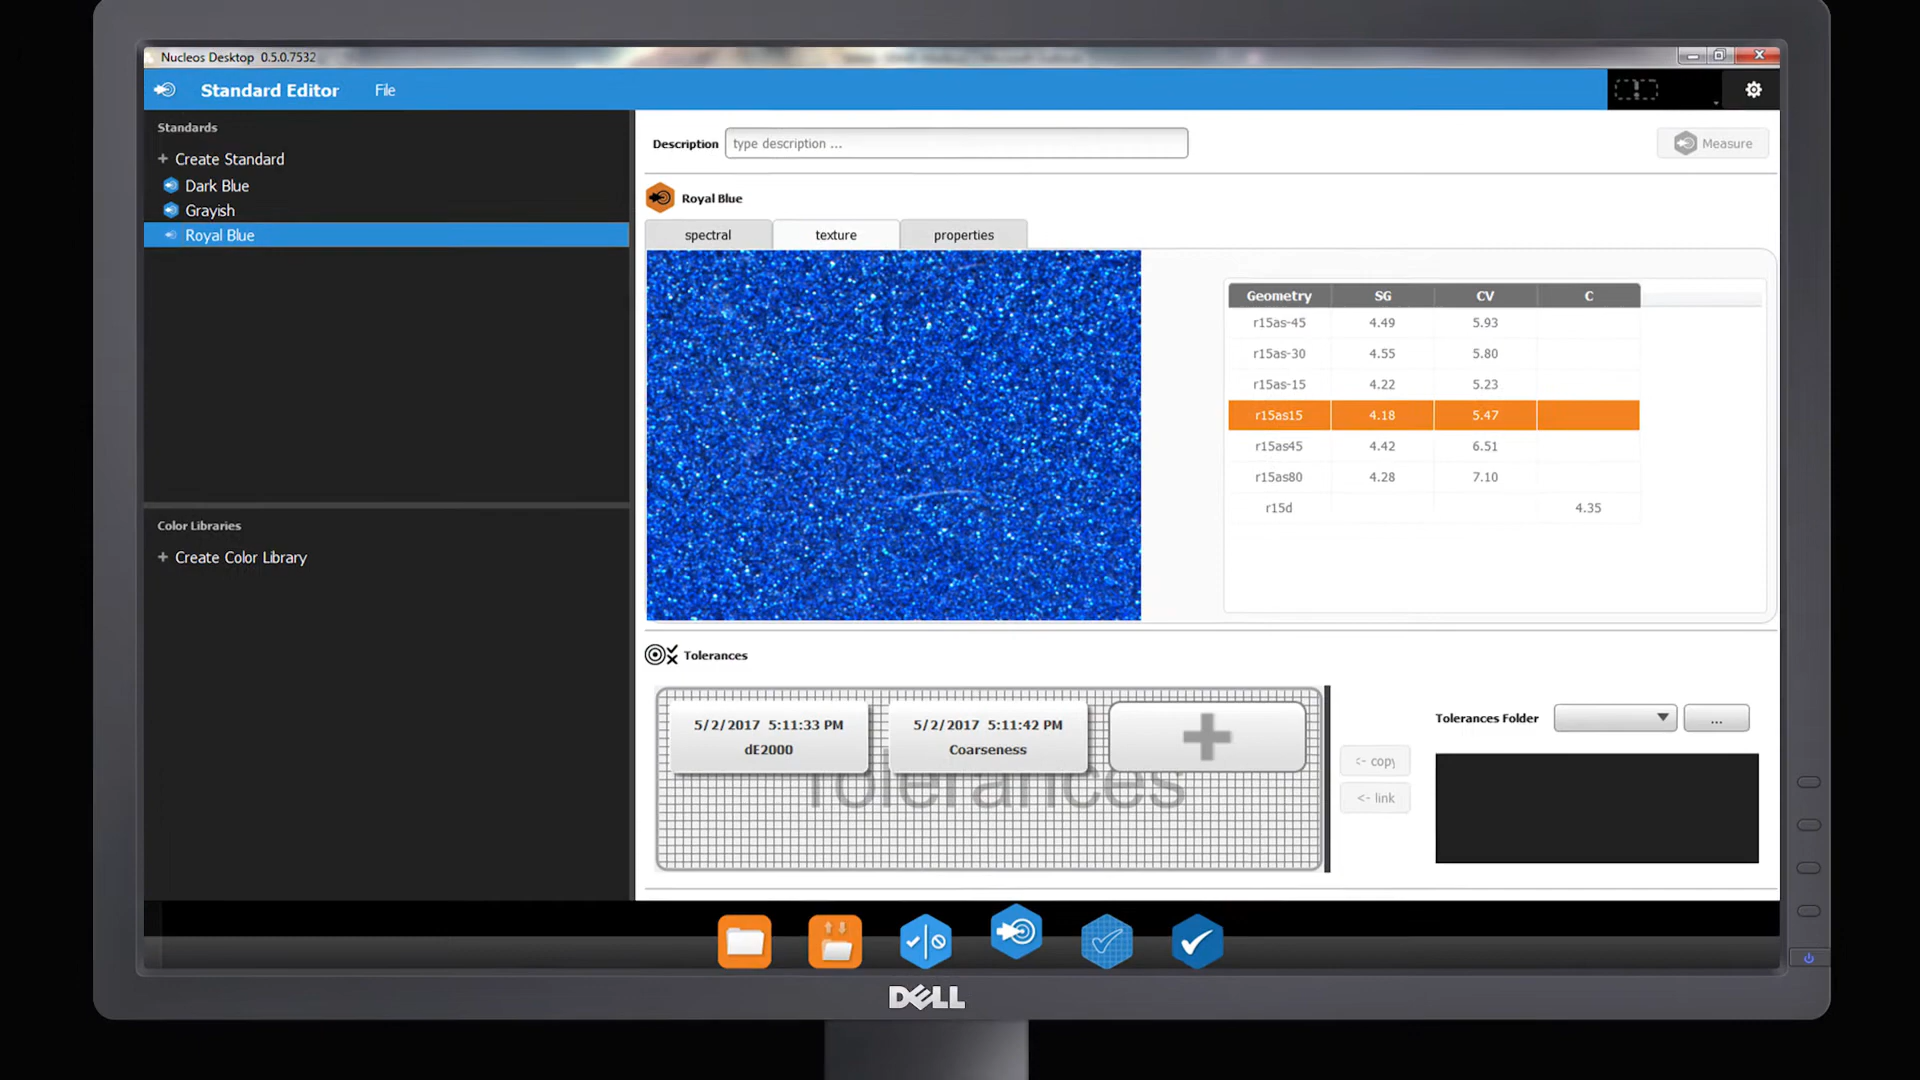 Nucleos Desktop 0.5.0.7532
Standard Editor File
Standards
+ Create Standard
Dark Blue
Grayish
Royal Blue
Color Libraries
+ Create Color Library
Description type description ...
Measure
Royal Blue
spectral texture properties
Geometry SG CV C
r15as-45 4.49 5.93
r15as-30 4.55 5.80
r15as-15 4.22 5.23
r15as15 4.18 5.47
r15as45 4.42 6.51
r15as80 4.28 7.10
r15d 4.35
Tolerances
5/2/2017 5:11:33 PM
dE2000
5/2/2017 5:11:42 PM
Coarseness
Tolerances
<- copy
<- link
Tolerances Folder
...
DELL